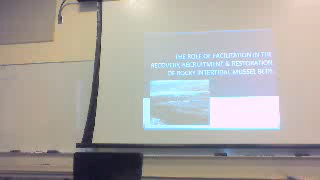 THE ROLE OF FACILITATION IN THE
RECOVERY, RECRUITMENT & RESTORATION
OF ROCKY INTERTIDAL MUSSEL BEDS